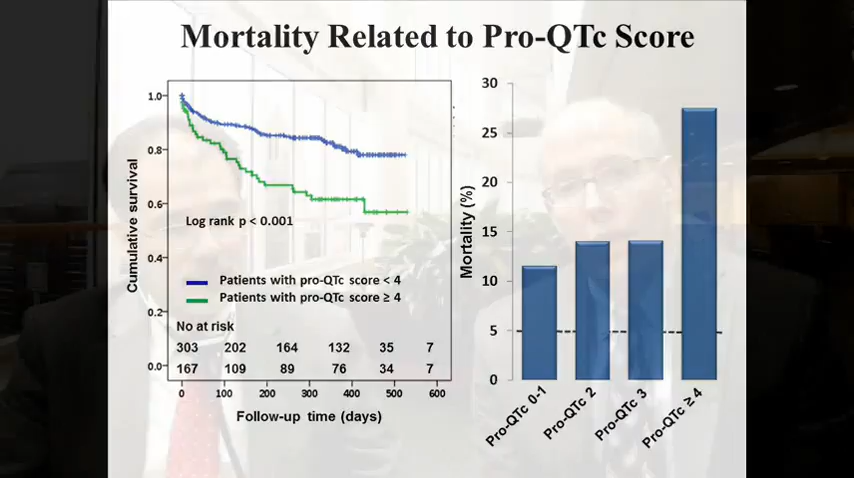 Mortality Related to Pro-QTc Score
Cumulative survival
1.0
0.8
0.6
0.4
0.2
0.0
Log rank p < 0.001
Patients with pro-QTc score < 4
Patients with pro-QTc score ≥ 4
No at risk
303 202 164 132 35 7
167 109 89 76 34 7
0 100 200 300 400 500 600
Follow-up time (days)
Mortality (%)
30
25
20
15
10
5
0
Pro-QTc 0-1
Pro-QTc 2
Pro-QTc 3
Pro-QTc ≥ 4